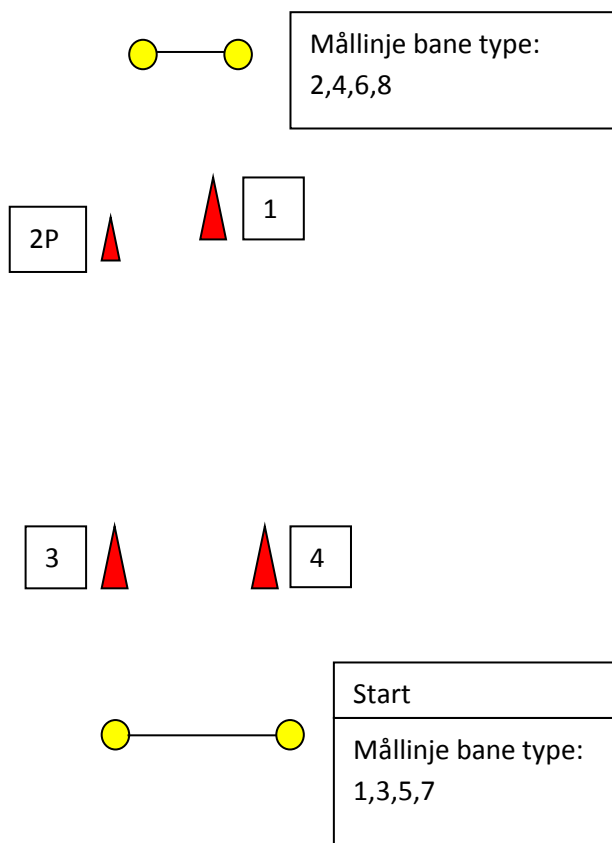 Mållinje bane type:
2,4,6,8
1
2P
3
4
Start
Mållinje bane type:
1,3,5,7